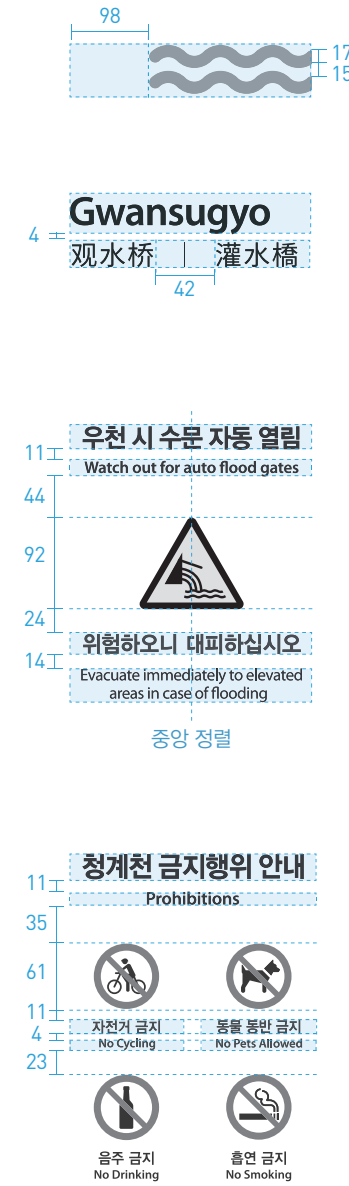 98
17
15
Gwansugyo
4
观水桥 | 灌水橋
42
우천 시 수문 자동 열림
11
Watch out for auto flood gates
44
92
24
위험하오니 대피하십시오
14
Evacuate immediately to elevated
areas in case of flooding
중앙 정렬
청계천 금지행위 안내
11
Prohibitions
35
61
11
자전거 금지 동물 동반 금지
4
No Cycling No Pets Allowed
23
음주 금지 흡연 금지
No Drinking No Smoking